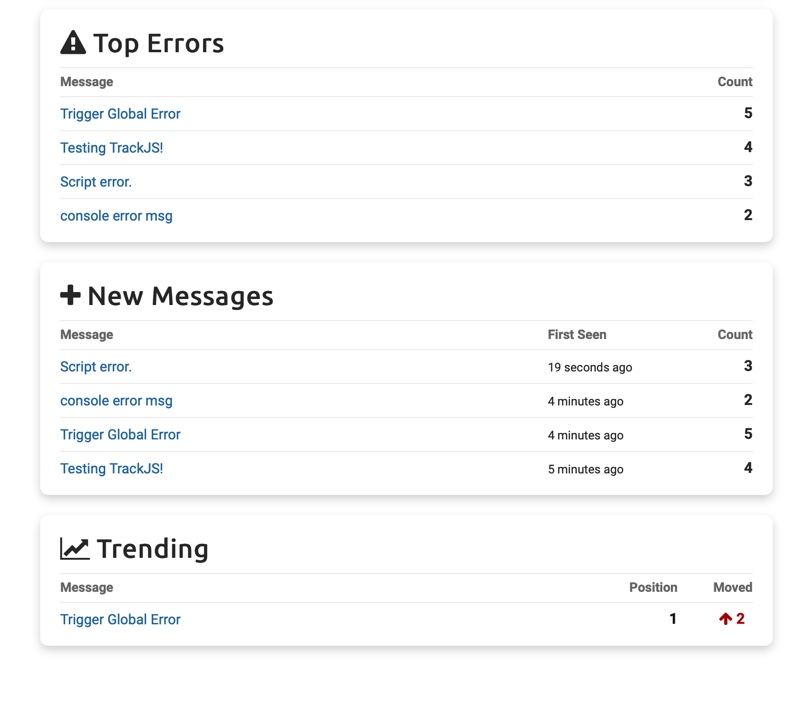 Top Errors
Message Count
Trigger Global Error 5
Testing TrackJS! 4
Script error. 3
console error msg 2
New Messages
Message First Seen Count
Script error. 19 seconds ago 3
console error msg 4 minutes ago 2
Trigger Global Error 4 minutes ago 5
Testing TrackJS! 5 minutes ago 4
Trending
Message Position Moved
Trigger Global Error 1 2